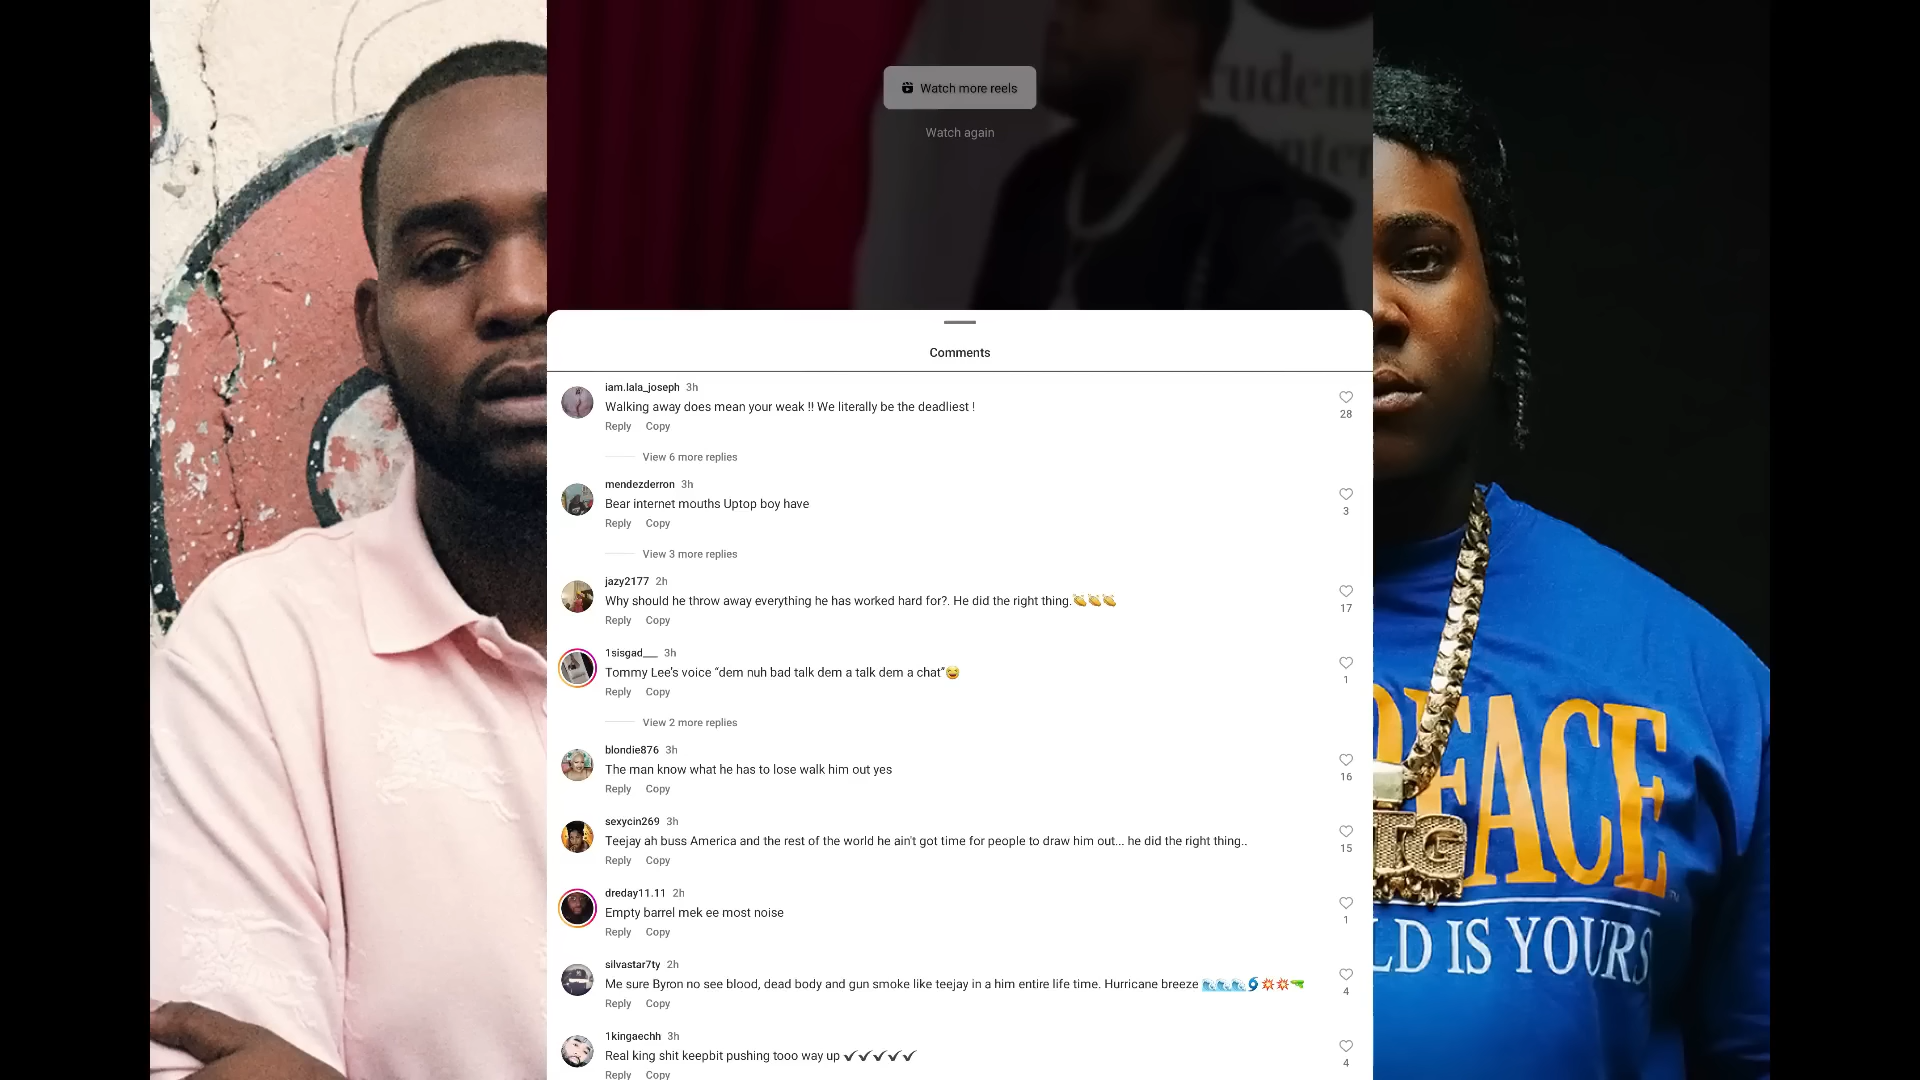 Watch more reels
Watch again
Comments
iam.lala_joseph 3h
Walking away does mean your weak !! We literally be the deadliest !
28
Reply Copy
View 6 more replies
mendezderron 3h
Bear internet mouths Uptop boy have
3
Reply Copy
View 3 more replies
jazy2177 2h
Why should he throw away everything he has worked hard for?. He did the right thing.👏👏👏
17
Reply Copy
1sisgad__ 3h
Tommy Lee's voice “dem nuh bad talk dem a talk dem a chat”😂
1
Reply Copy
View 2 more replies
blondie876 3h
The man know what he has to lose walk him out yes
16
Reply Copy
sexycin269 3h
Teejay ah buss America and the rest of the world he ain't got time for people to draw him out... he did the right thing..
15
Reply Copy
dreday11.11 2h
Empty barrel mek ee most noise
1
Reply Copy
silvastar7ty 2h
Me sure Byron no see blood, dead body and gun smoke like teejay in a him entire life time. Hurricane breeze 🌊🌊🌊🌀💥💥🔫
4
Reply Copy
1kingaechh 3h
Real king shit keepbit pushing tooo way up ✔✔✔✔✔
4
Reply Copy
FACE
LD IS YOURS
TG